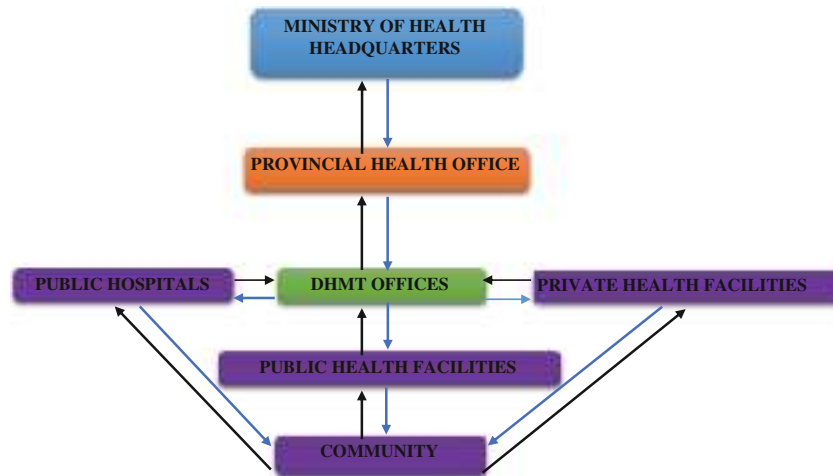 MINISTRY OF HEALTH
HEADQUARTERS
PROVINCIAL HEALTH OFFICE
PUBLIC HOSPITALS
DHMT OFFICES
PRIVATE HEALTH FACILITIES
PUBLIC HEALTH FACILITIES
COMMUNITY